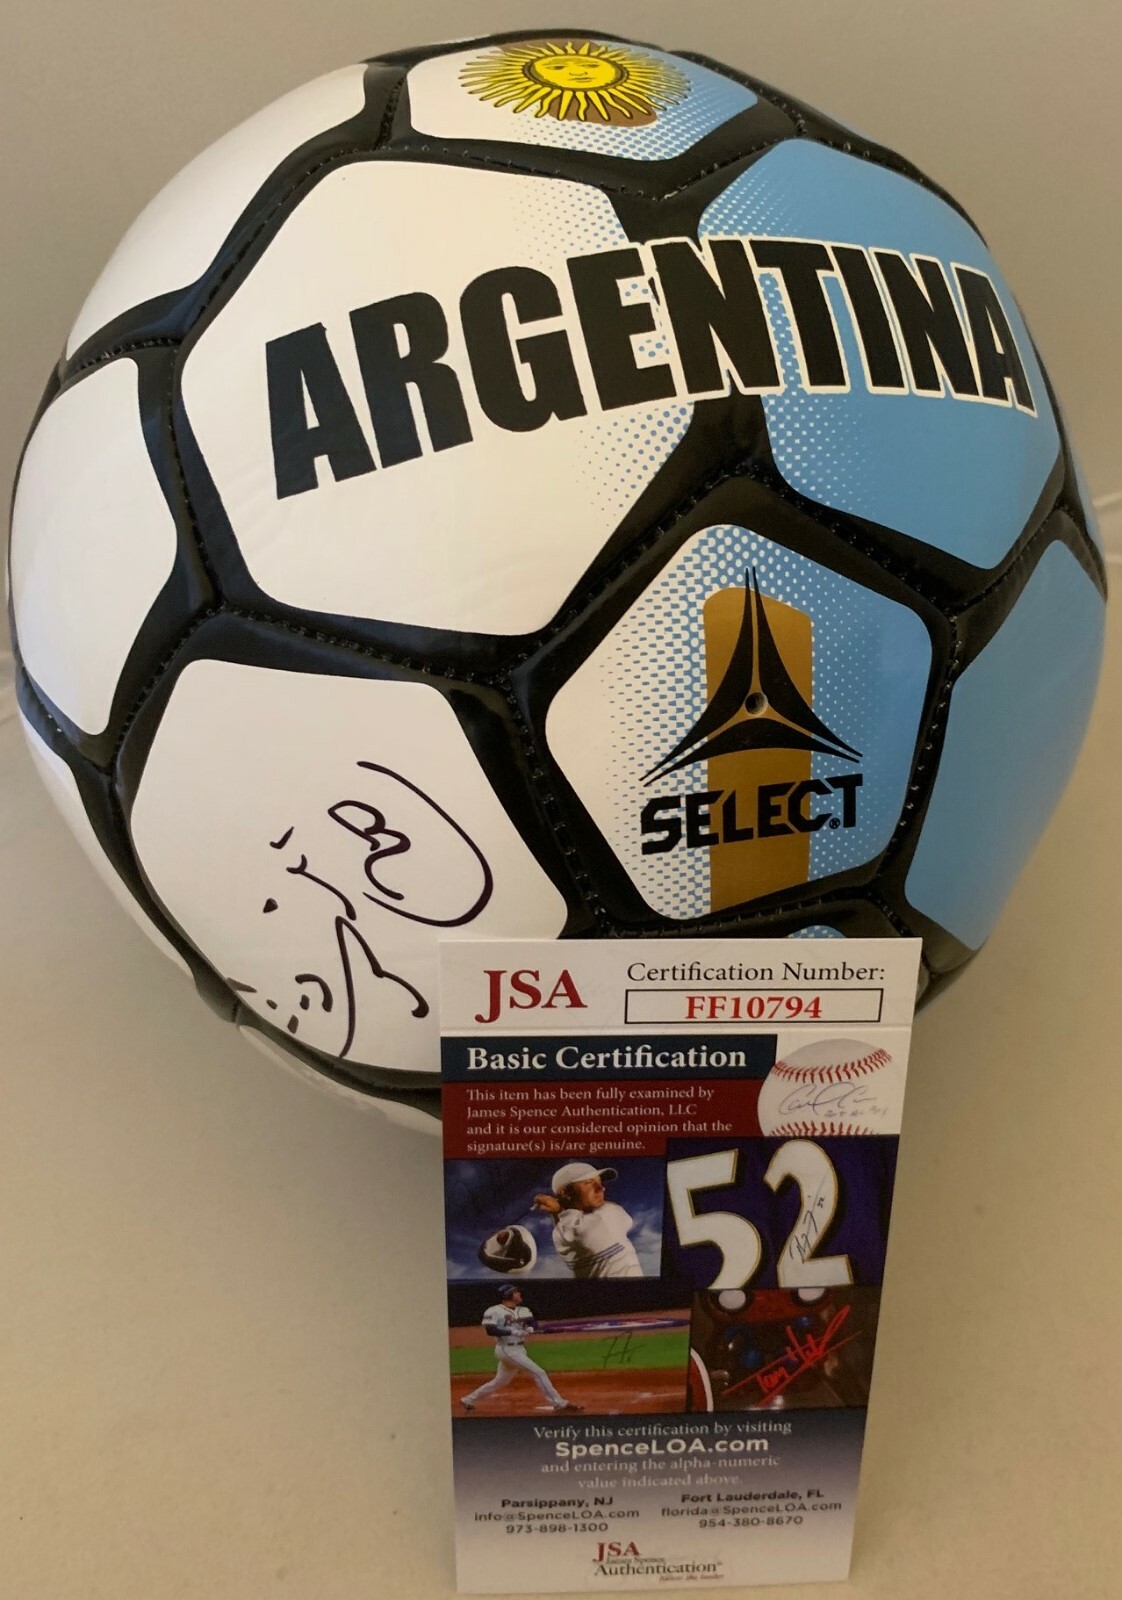 ARGENTINA
SELECT®
JSA
Certification Number:
FF10794
Basic Certification
This item has been fully examined by
James Spence Authentication, LLC
and it is our considered opinion that the
signature(s) is/are genuine.
52
Verify this certification by visiting
SpenceLOA.com
and entering the alpha-numeric
value indicated above.
Parsippany, NJ
info@SpenceLOA.com
973-898-1300
Fort Lauderdale, FL
florida@SpenceLOA.com
954-380-8670
JSA
James Spence
Authentication